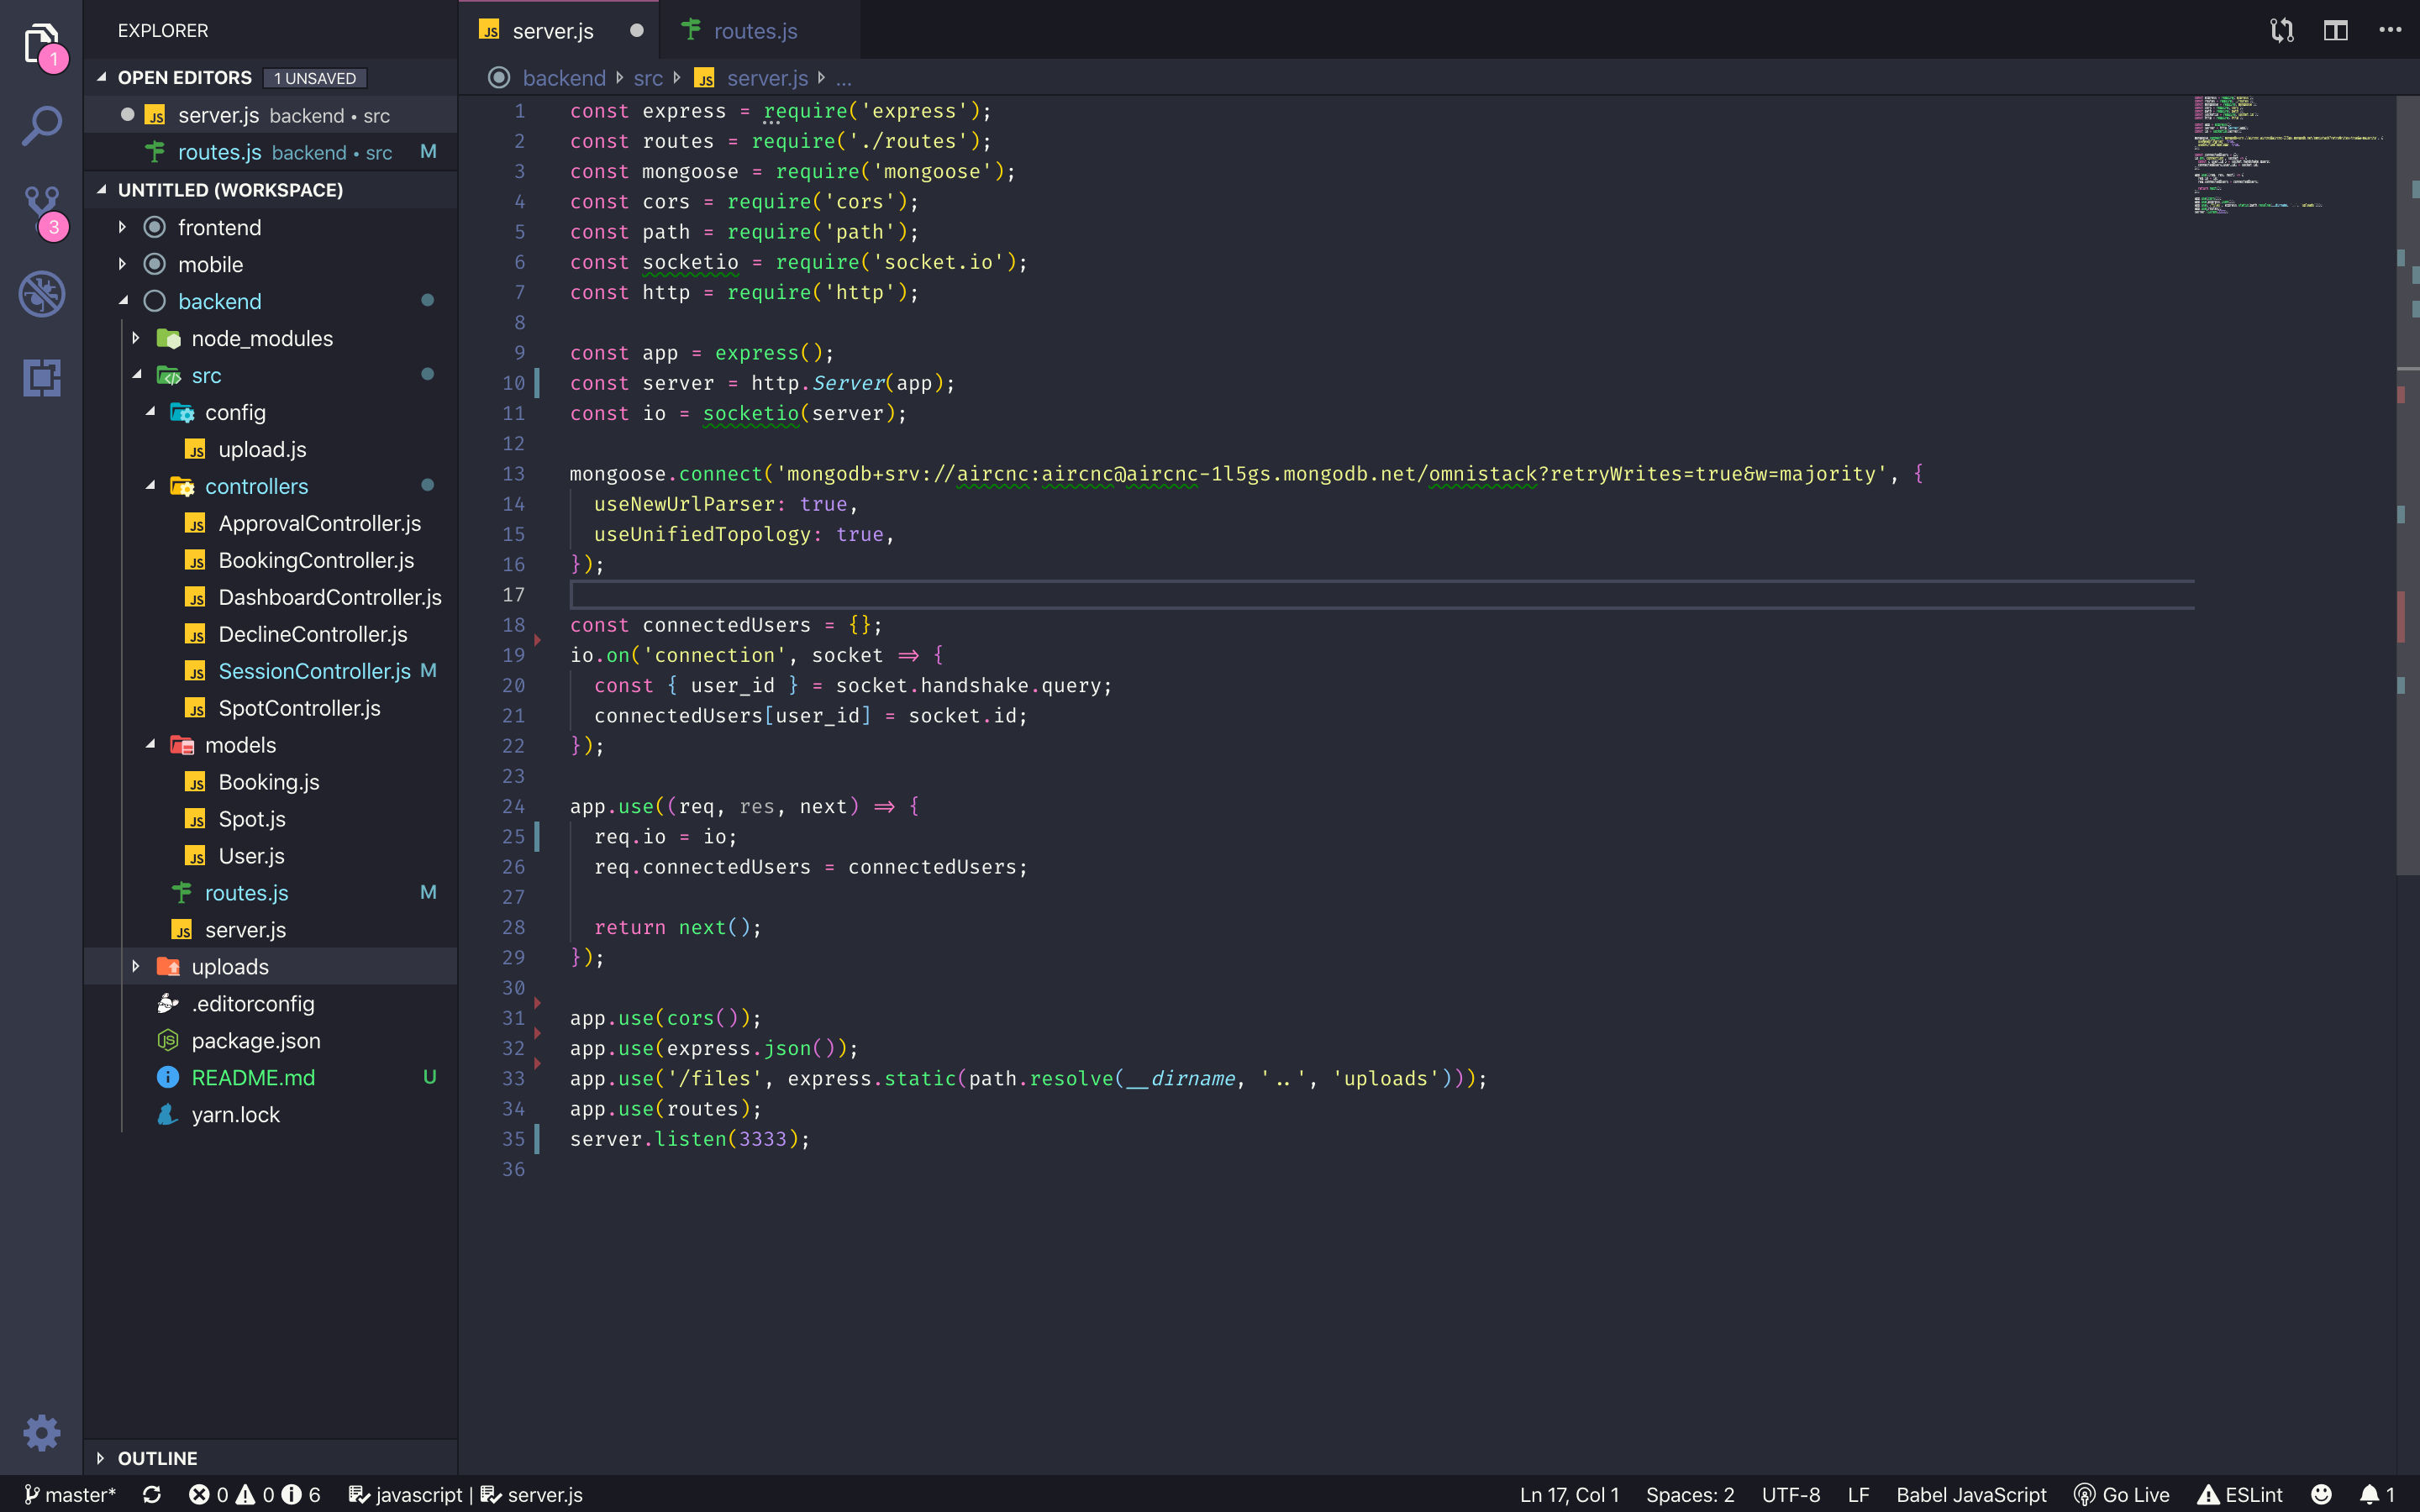 EXPLORER
OPEN EDITORS 1 UNSAVED
server.js backend • src
routes.js backend • src M
UNTITLED (WORKSPACE)
frontend
mobile
backend
node_modules
src
config
upload.js
controllers
ApprovalController.js
BookingController.js
DashboardController.js
DeclineController.js
SessionController.js M
SpotController.js
models
Booking.js
Spot.js
User.js
routes.js M
server.js
uploads
.editorconfig
package.json
README.md U
yarn.lock
OUTLINE
1
3
server.js routes.js
backend src server.js ...
1 const express = require('express');
2 const routes = require('./routes');
3 const mongoose = require('mongoose');
4 const cors = require('cors');
5 const path = require('path');
6 const socketio = require('socket.io');
7 const http = require('http');
8
9 const app = express();
10 const server = http.Server(app);
11 const io = socketio(server);
12
13 mongoose.connect('mongodb+srv://aircnc:aircnc@aircnc-1l5gs.mongodb.net/omnistack?retryWrites=true&w=majority', {
14 useNewUrlParser: true,
15 useUnifiedTopology: true,
16 });
17
18 const connectedUsers = {};
19 io.on('connection', socket => {
20 const { user_id } = socket.handshake.query;
21 connectedUsers[user_id] = socket.id;
22 });
23
24 app.use((req, res, next) => {
25 req.io = io;
26 req.connectedUsers = connectedUsers;
27
28 return next();
29 });
30
31 app.use(cors());
32 app.use(express.json());
33 app.use('/files', express.static(path.resolve(__dirname, '..', 'uploads')));
34 app.use(routes);
35 server.listen(3333);
36
master* 0 0 6 javascript | server.js Ln 17, Col 1 Spaces: 2 UTF-8 LF Babel JavaScript Go Live ESLint 1